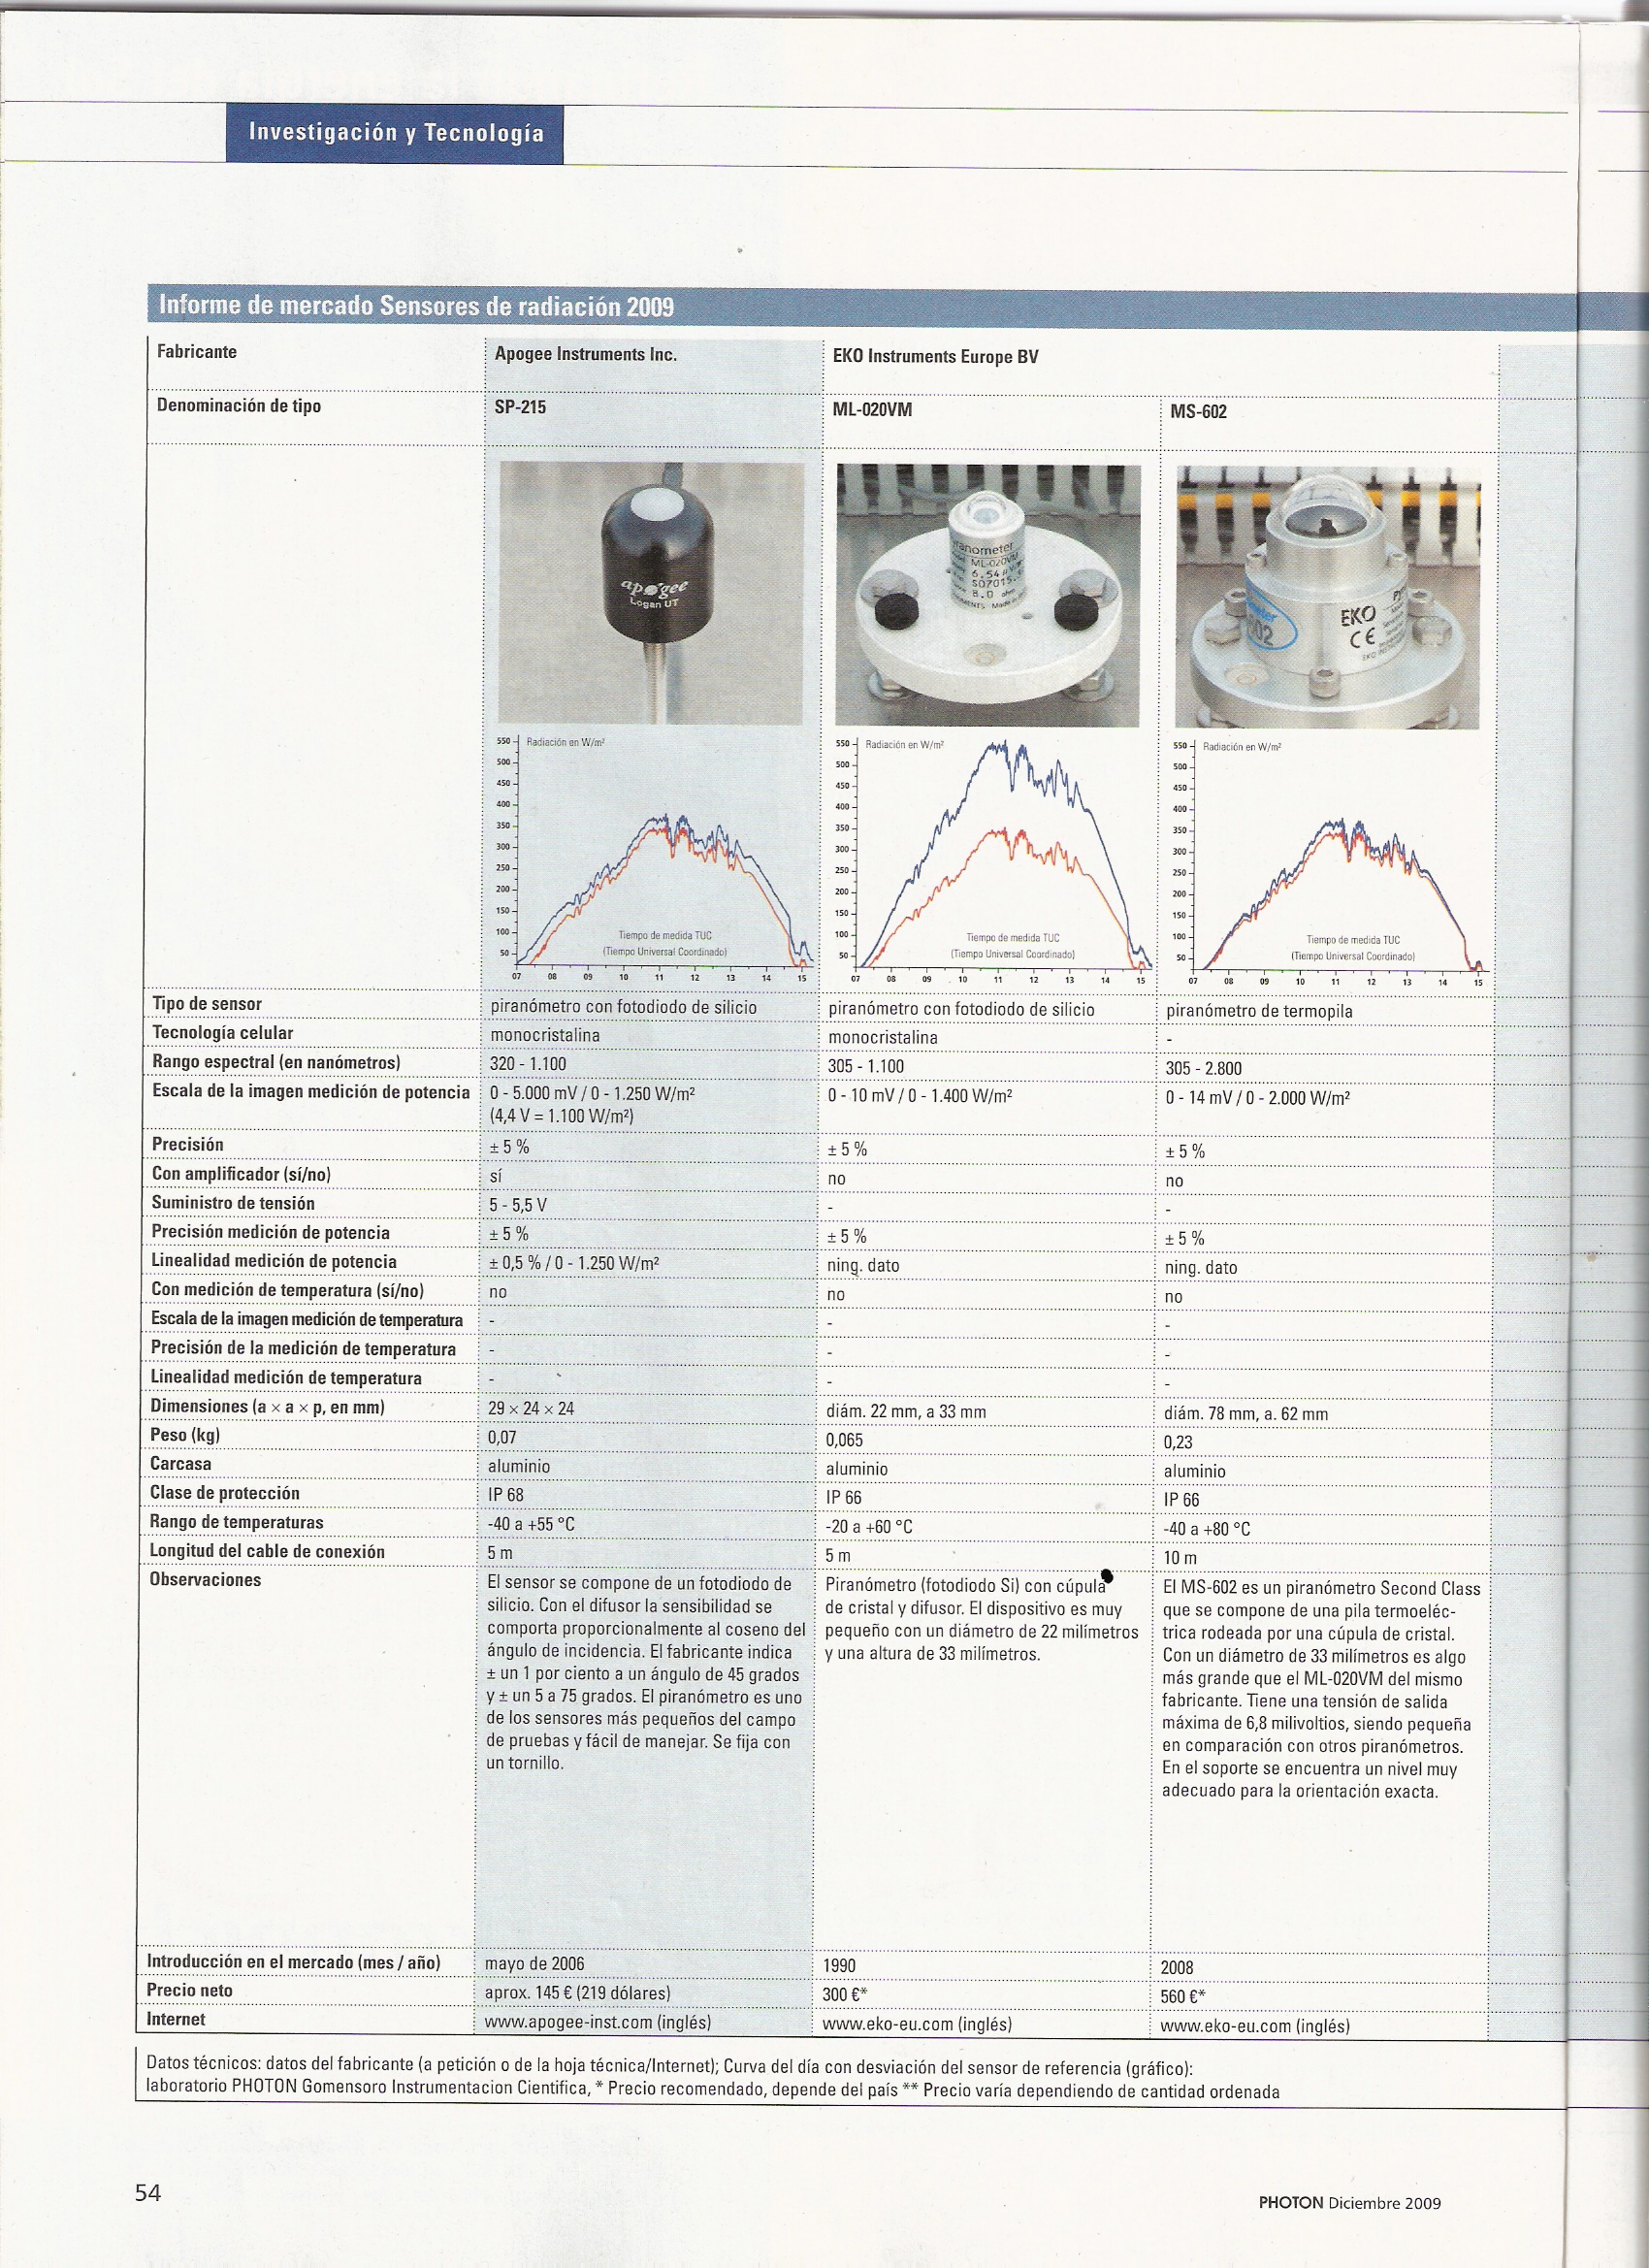 Investigación y Tecnología
Informe de mercado Sensores de radiación 2009
Fabricante Apogee Instruments Inc. EKO Instruments Europe BV
Denominación de tipo SP-215 ML-020VM MS-602
apogee
Logan UT
ranometer
ML-020VM
6.54
S07015.
8.0 ohm
EKO
CE
602
550 Radiación en W/m²
500
450
400
350
300
250
200
150
100
50
Tiempo de medida TUC
(Tiempo Universal Coordinado)
07 08 09 10 11 12 13 14 15
550 Radiación en W/m²
500
450
400
350
300
250
200
150
100
50
Tiempo de medida TUC
(Tiempo Universal Coordinado)
07 08 09 10 11 12 13 14 15
550 Radiación en W/m²
500
450
400
350
300
250
200
150
100
50
Tiempo de medida TUC
(Tiempo Universal Coordinado)
07 08 09 10 11 12 13 14 15
Tipo de sensor piranómetro con fotodiodo de silicio piranómetro con fotodiodo de silicio piranómetro de termopila
Tecnología celular monocristalina monocristalina -
Rango espectral (en nanómetros) 320 - 1.100 305 - 1.100 305 - 2.800
Escala de la imagen medición de potencia 0 - 5.000 mV / 0 - 1.250 W/m² 0 - 10 mV / 0 - 1.400 W/m² 0 - 14 mV / 0 - 2.000 W/m²
(4,4 V = 1.100 W/m²)
Precisión ± 5 % ± 5 % ± 5 %
Con amplificador (sí/no) sí no no
Suministro de tensión 5 - 5,5 V - -
Precisión medición de potencia ± 5 % ± 5 % ± 5 %
Linealidad medición de potencia ± 0,5 % / 0 - 1.250 W/m² ning. dato ning. dato
Con medición de temperatura (sí/no) no no no
Escala de la imagen medición de temperatura - - -
Precisión de la medición de temperatura - - -
Linealidad medición de temperatura - - -
Dimensiones (a × a × p, en mm) 29 × 24 × 24 diám. 22 mm, a 33 mm diám. 78 mm, a. 62 mm
Peso (kg) 0,07 0,065 0,23
Carcasa aluminio aluminio aluminio
Clase de protección IP 68 IP 66 IP 66
Rango de temperaturas -40 a +55 °C -20 a +60 °C -40 a +80 °C
Longitud del cable de conexión 5 m 5 m 10 m
Observaciones
El sensor se compone de un fotodiodo de
silicio. Con el difusor la sensibilidad se
comporta proporcionalmente al coseno del
ángulo de incidencia. El fabricante indica
± un 1 por ciento a un ángulo de 45 grados
y ± un 5 a 75 grados. El piranómetro es uno
de los sensores más pequeños del campo
de pruebas y fácil de manejar. Se fija con
un tornillo.
Piranómetro (fotodiodo Si) con cúpula
de cristal y difusor. El dispositivo es muy
pequeño con un diámetro de 22 milímetros
y una altura de 33 milímetros.
El MS-602 es un piranómetro Second Class
que se compone de una pila termoeléc-
trica rodeada por una cúpula de cristal.
Con un diámetro de 33 milímetros es algo
más grande que el ML-020VM del mismo
fabricante. Tiene una tensión de salida
máxima de 6,8 milivoltios, siendo pequeña
en comparación con otros piranómetros.
En el soporte se encuentra un nivel muy
adecuado para la orientación exacta.
Introducción en el mercado (mes / año) mayo de 2006 1990 2008
Precio neto aprox. 145 € (219 dólares) 300 €* 560 €*
Internet www.apogee-inst.com (inglés) www.eko-eu.com (inglés) www.eko-eu.com (inglés)
Datos técnicos: datos del fabricante (a petición o de la hoja técnica/Internet); Curva del día con desviación del sensor de referencia (gráfico):
laboratorio PHOTON Gomensoro Instrumentacion Cientifica, * Precio recomendado, depende del país ** Precio varía dependiendo de cantidad ordenada
54
PHOTON Diciembre 2009